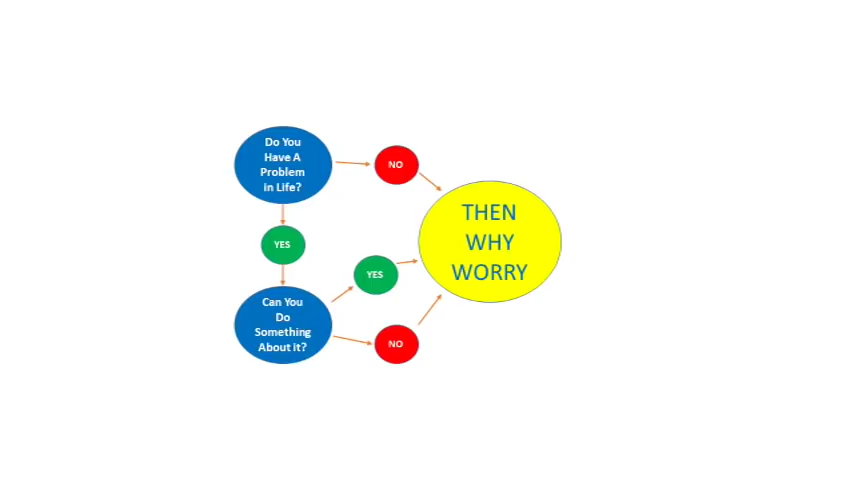 Do You
Have A
Problem
in Life?
NO
YES
THEN
WHY
WORRY
YES
Can You
Do
Something
About it?
NO